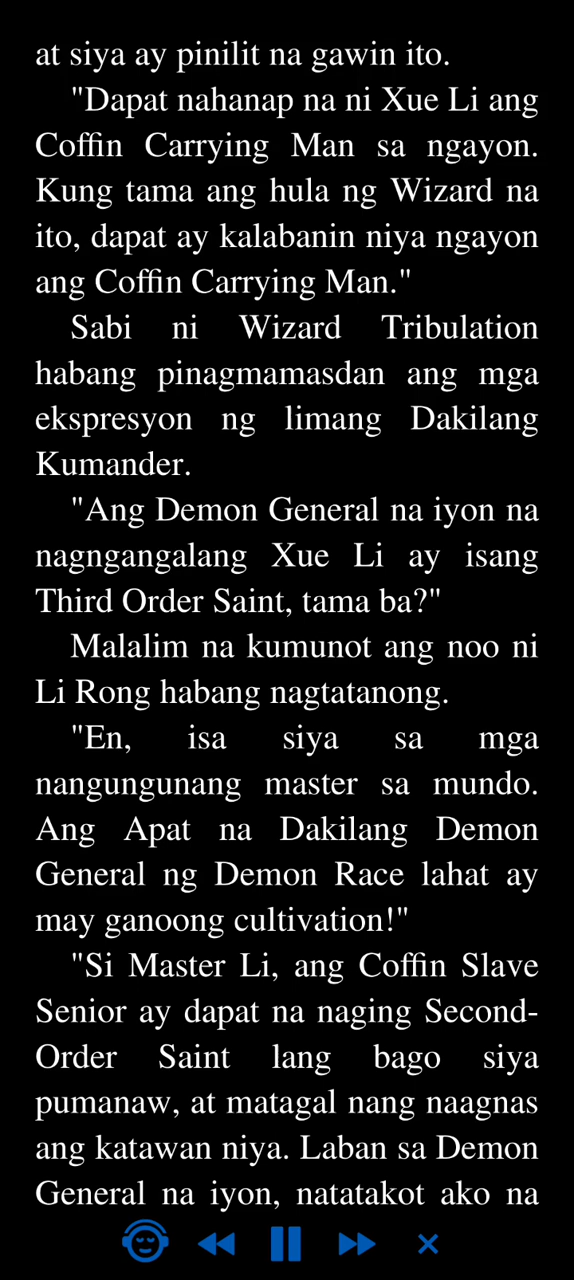 at siya ay pinilit na gawin ito.
"Dapat nahanap na ni Xue Li ang
Coffin Carrying Man sa ngayon.
Kung tama ang hula ng Wizard na
ito, dapat ay kalabanin niya ngayon
ang Coffin Carrying Man."
Sabi ni Wizard Tribulation
habang pinagmamasdan ang mga
ekspresyon ng limang Dakilang
Kumander.
"Ang Demon General na iyon na
nagngangalang Xue Li ay isang
Third Order Saint, tama ba?"
Malalim na kumunot ang noo ni
Li Rong habang nagtatanong.
"En, isa siya sa mga
nangungunang master sa mundo.
Ang Apat na Dakilang Demon
General ng Demon Race lahat ay
may ganoong cultivation!"
"Si Master Li, ang Coffin Slave
Senior ay dapat na naging Second-
Order Saint lang bago siya
pumanaw, at matagal nang naagnas
ang katawan niya. Laban sa Demon
General na iyon, natatakot ako na